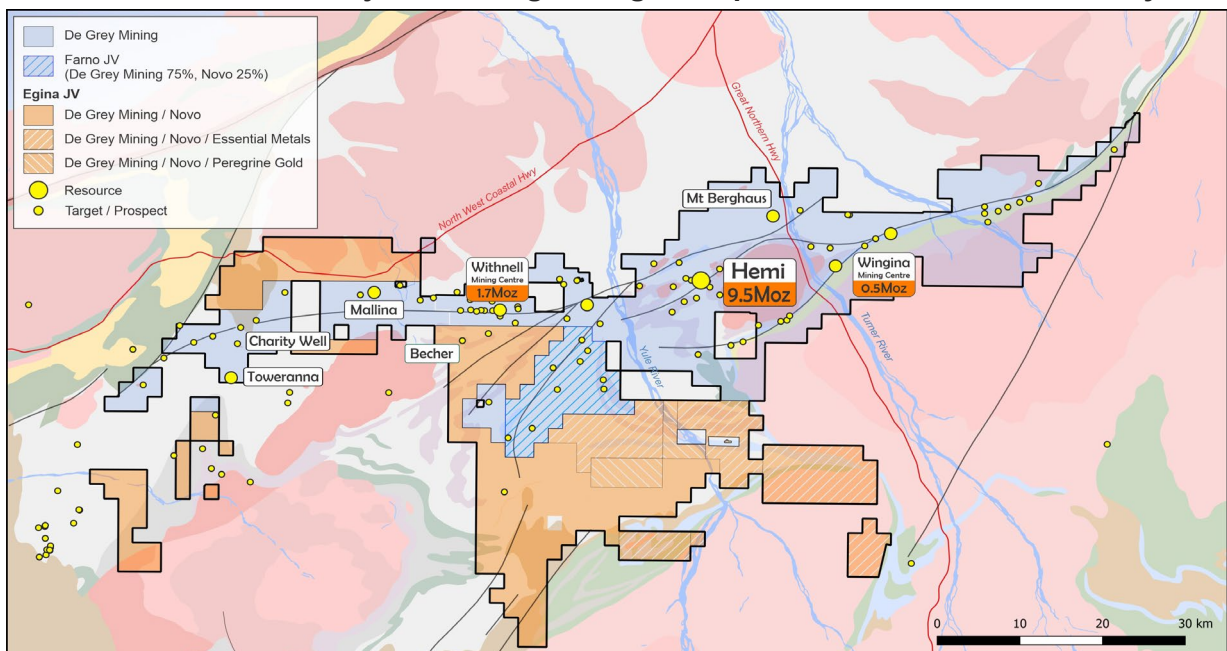 De Grey Mining
Farno JV
(De Grey Mining 75%, Novo 25%)
Egina JV
De Grey Mining / Novo
De Grey Mining / Novo / Essential Metals
De Grey Mining / Novo / Peregrine Gold
Resource
Target / Prospect
North West Coastal Hwy
Great Northern Hwy
Mt Berghaus
Withnell
Mining Centre
1.7Moz
Hemi
9.5Moz
Wingina
Mining Centre
0.5Moz
Mallina
Charity Well
Becher
Toweranna
Yule River
Turner River
0 10 20 30 km